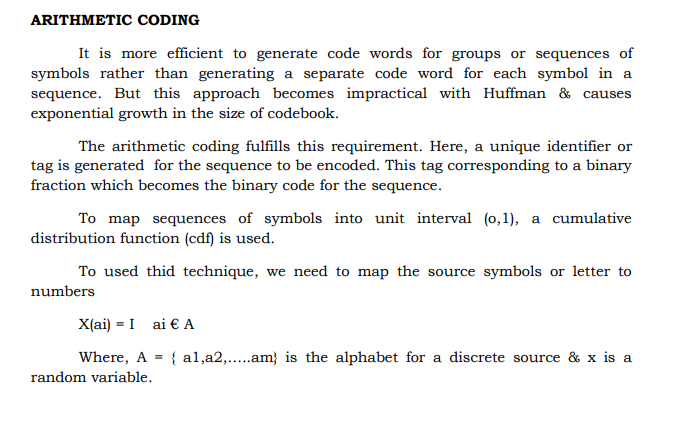 ARITHMETIC CODING
It is more efficient to generate code words for groups or sequences of
symbols rather than generating a separate code word for each symbol in a
sequence. But this approach becomes impractical with Huffman & causes
exponential growth in the size of codebook.
The arithmetic coding fulfills this requirement. Here, a unique identifier or
tag is generated for the sequence to be encoded. This tag corresponding to a binary
fraction which becomes the binary code for the sequence.
To map sequences of symbols into unit interval (o,1), a cumulative
distribution function (cdf) is used.
To used thid technique, we need to map the source symbols or letter to
numbers
X(ai) = I ai € A
Where, A = { a1,a2,.....am} is the alphabet for a discrete source & x is a
random variable.